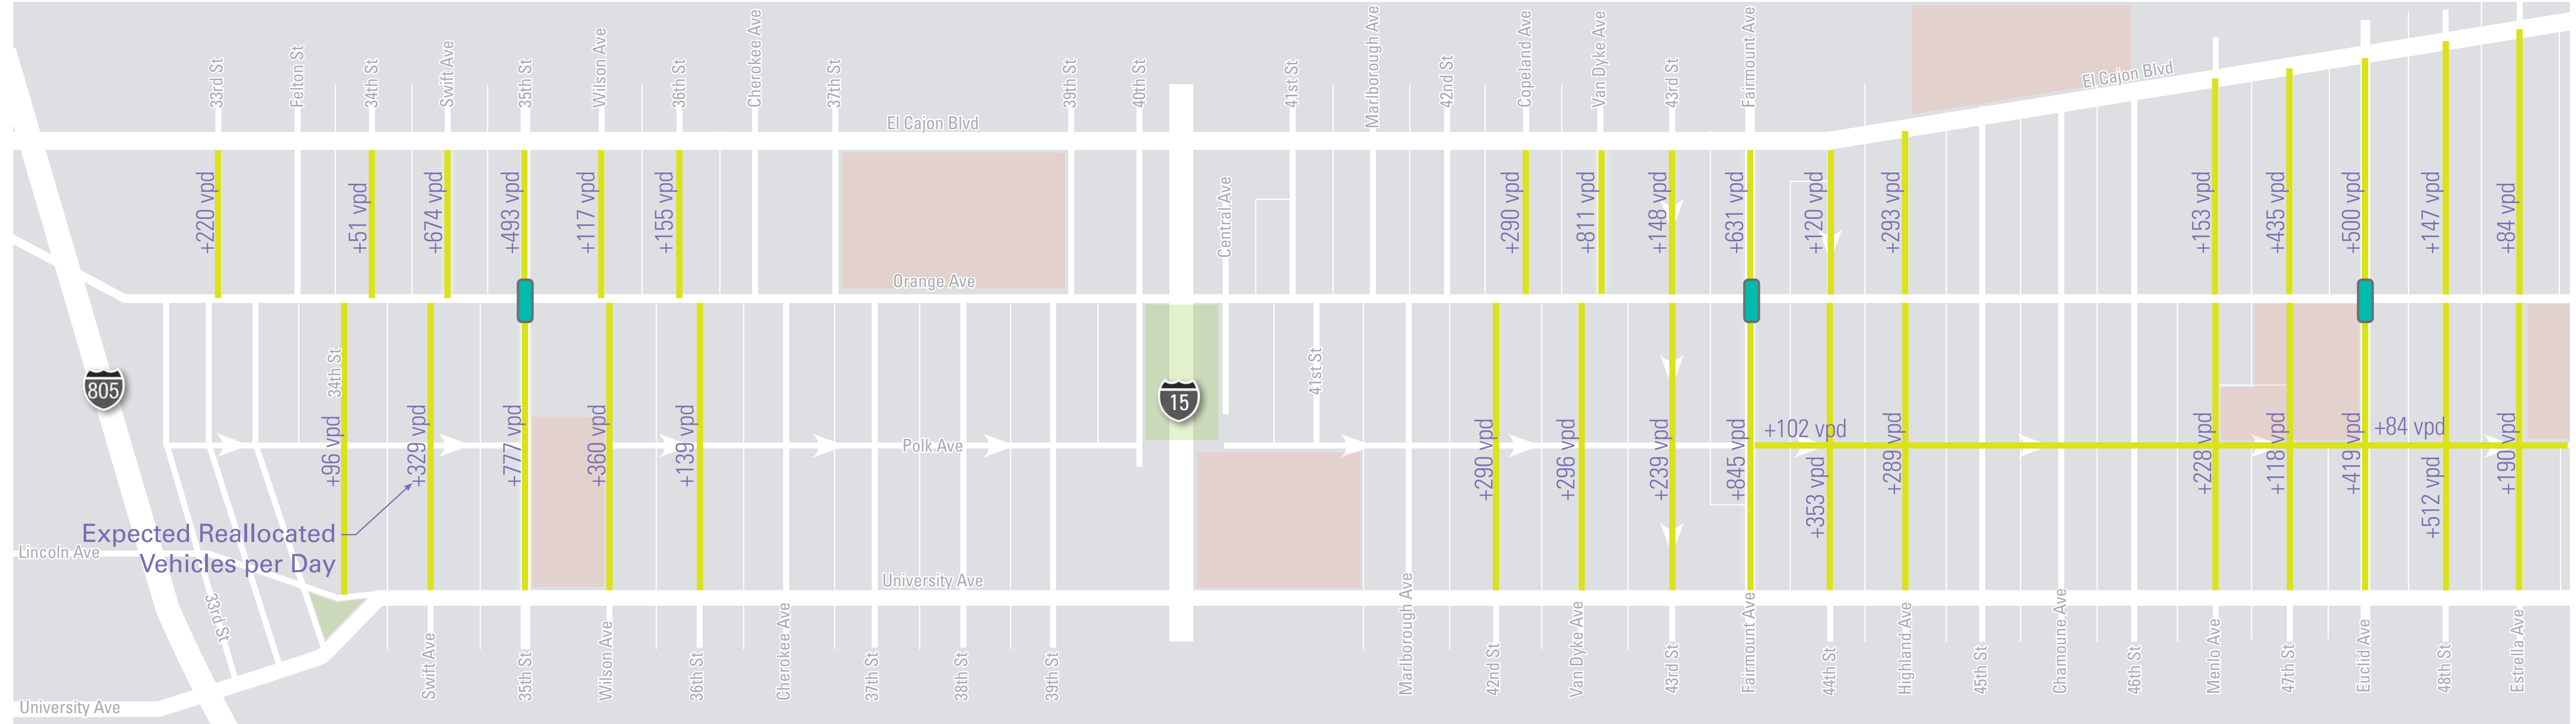 33rd St
Felton St
34th St
Swift Ave
35th St
Wilson Ave
36th St
Cherokee Ave
37th St
39th St
40th St
41st St
Marlborough Ave
42nd St
Copeland Ave
Van Dyke Ave
43rd St
Fairmount Ave
El Cajon Blvd
El Cajon Blvd
+220 vpd
+51 vpd
+674 vpd
+493 vpd
+117 vpd
+155 vpd
Central Ave
+290 vpd
+811 vpd
+148 vpd
+631 vpd
+120 vpd
+293 vpd
+153 vpd
+435 vpd
+500 vpd
+147 vpd
+84 vpd
Orange Ave
34th St
41st St
805
15
+96 vpd
+329 vpd
+777 vpd
+360 vpd
+139 vpd
Polk Ave
+290 vpd
+296 vpd
+239 vpd
+845 vpd
+102 vpd
+353 vpd
+289 vpd
+228 vpd
+118 vpd
+419 vpd
+84 vpd
+512 vpd
+190 vpd
Expected Reallocated
Vehicles per Day
Lincoln Ave
University Ave
33rd St
Swift Ave
35th St
Wilson Ave
36th St
Cherokee Ave
37th St
38th St
39th St
Marlborough Ave
42nd St
Van Dyke Ave
43rd St
Fairmount Ave
44th St
Highland Ave
45th St
Chamoune Ave
46th St
Menlo Ave
47th St
Euclid Ave
48th St
Estrella Ave
University Ave